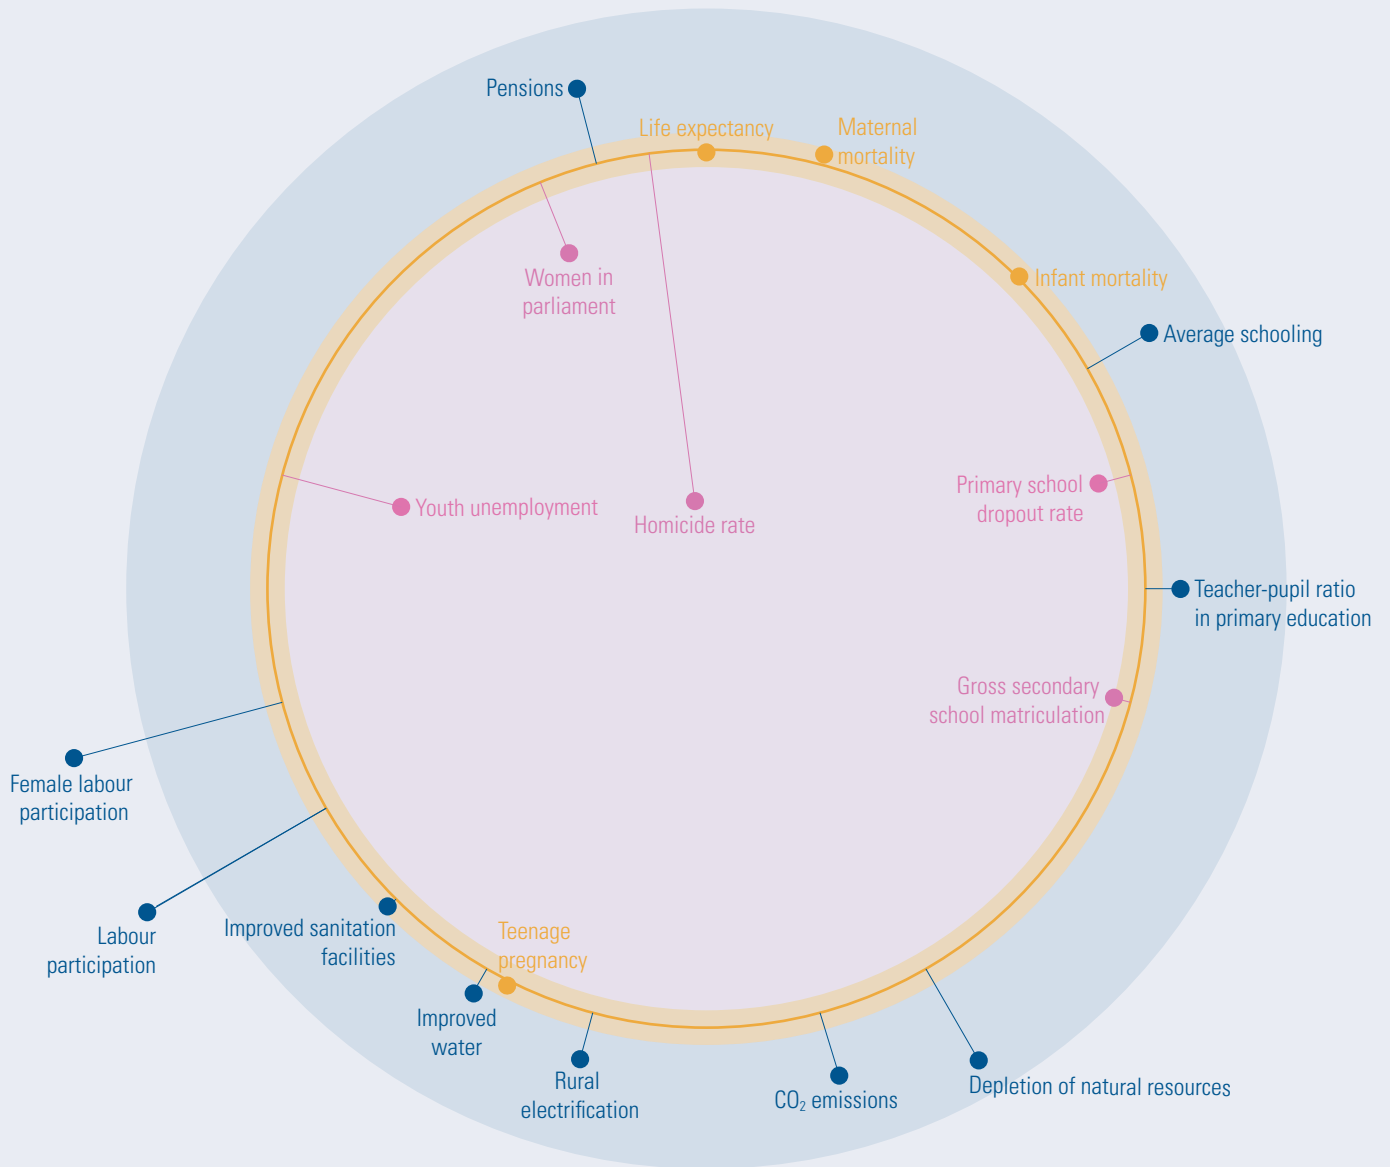 Pensions
Life expectancy
Maternal
mortality
Women in
parliament
Infant mortality
Average schooling
Youth unemployment
Homicide rate
Primary school
dropout rate
Teacher-pupil ratio
in primary education
Gross secondary
school matriculation
Female labour
participation
Labour
participation
Improved sanitation
facilities
Teenage
pregnancy
Improved
water
Rural
electrification
CO₂ emissions
Depletion of natural resources